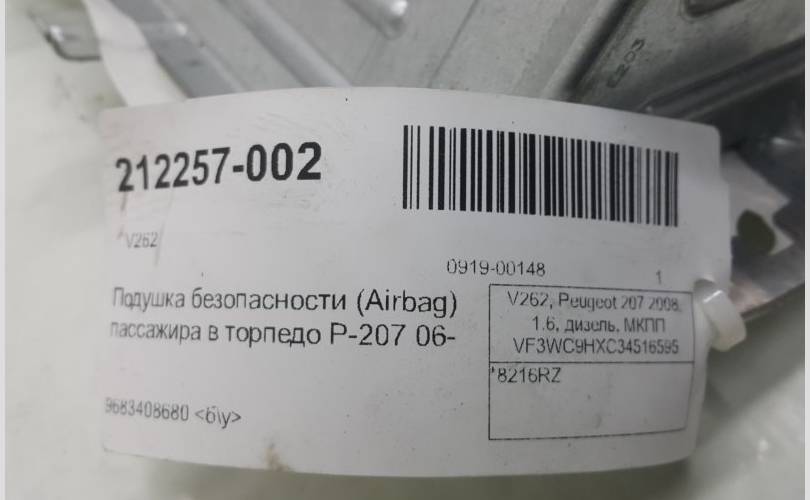 E203
212257-002
V262
0919-00148 1
Подушка безопасности (Airbag)
пассажира в торпедо P-207 06-
9683408680 <б\у>
V262, Peugeot 207 2008,
1.6, дизель, МКПП
VF3WC9HXC34516595
*8216RZ